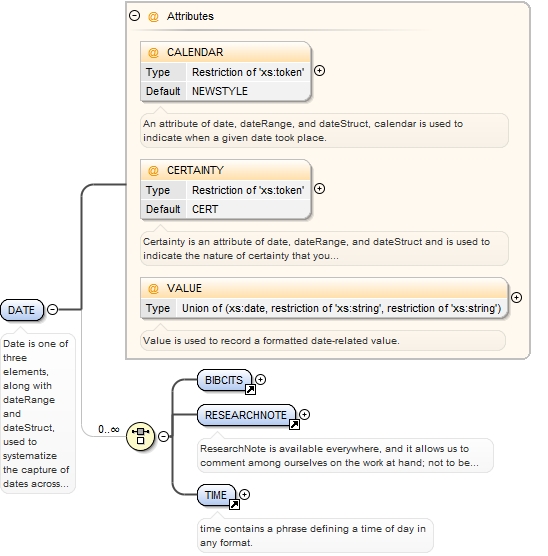 @ Attributes
@ CALENDAR
Type Restriction of 'xs:token'
Default NEWSTYLE
An attribute of date, dateRange, and dateStruct, calendar is used to
indicate when a given date took place.
@ CERTAINTY
Type Restriction of 'xs:token'
Default CERT
Certainty is an attribute of date, dateRange, and dateStruct and is used to
indicate the nature of certainty that you...
@ VALUE
Type Union of (xs:date, restriction of 'xs:string', restriction of 'xs:string')
Value is used to record a formatted date-related value.
DATE
Date is one of
three
elements,
along with
dateRange
and
dateStruct,
used to
systematize
the capture of
dates across...
0..∞
BIBCITS
RESEARCHNOTE
ResearchNote is available everywhere, and it allows us to
comment among ourselves on the work at hand; not to be...
TIME
time contains a phrase defining a time of day in
any format.